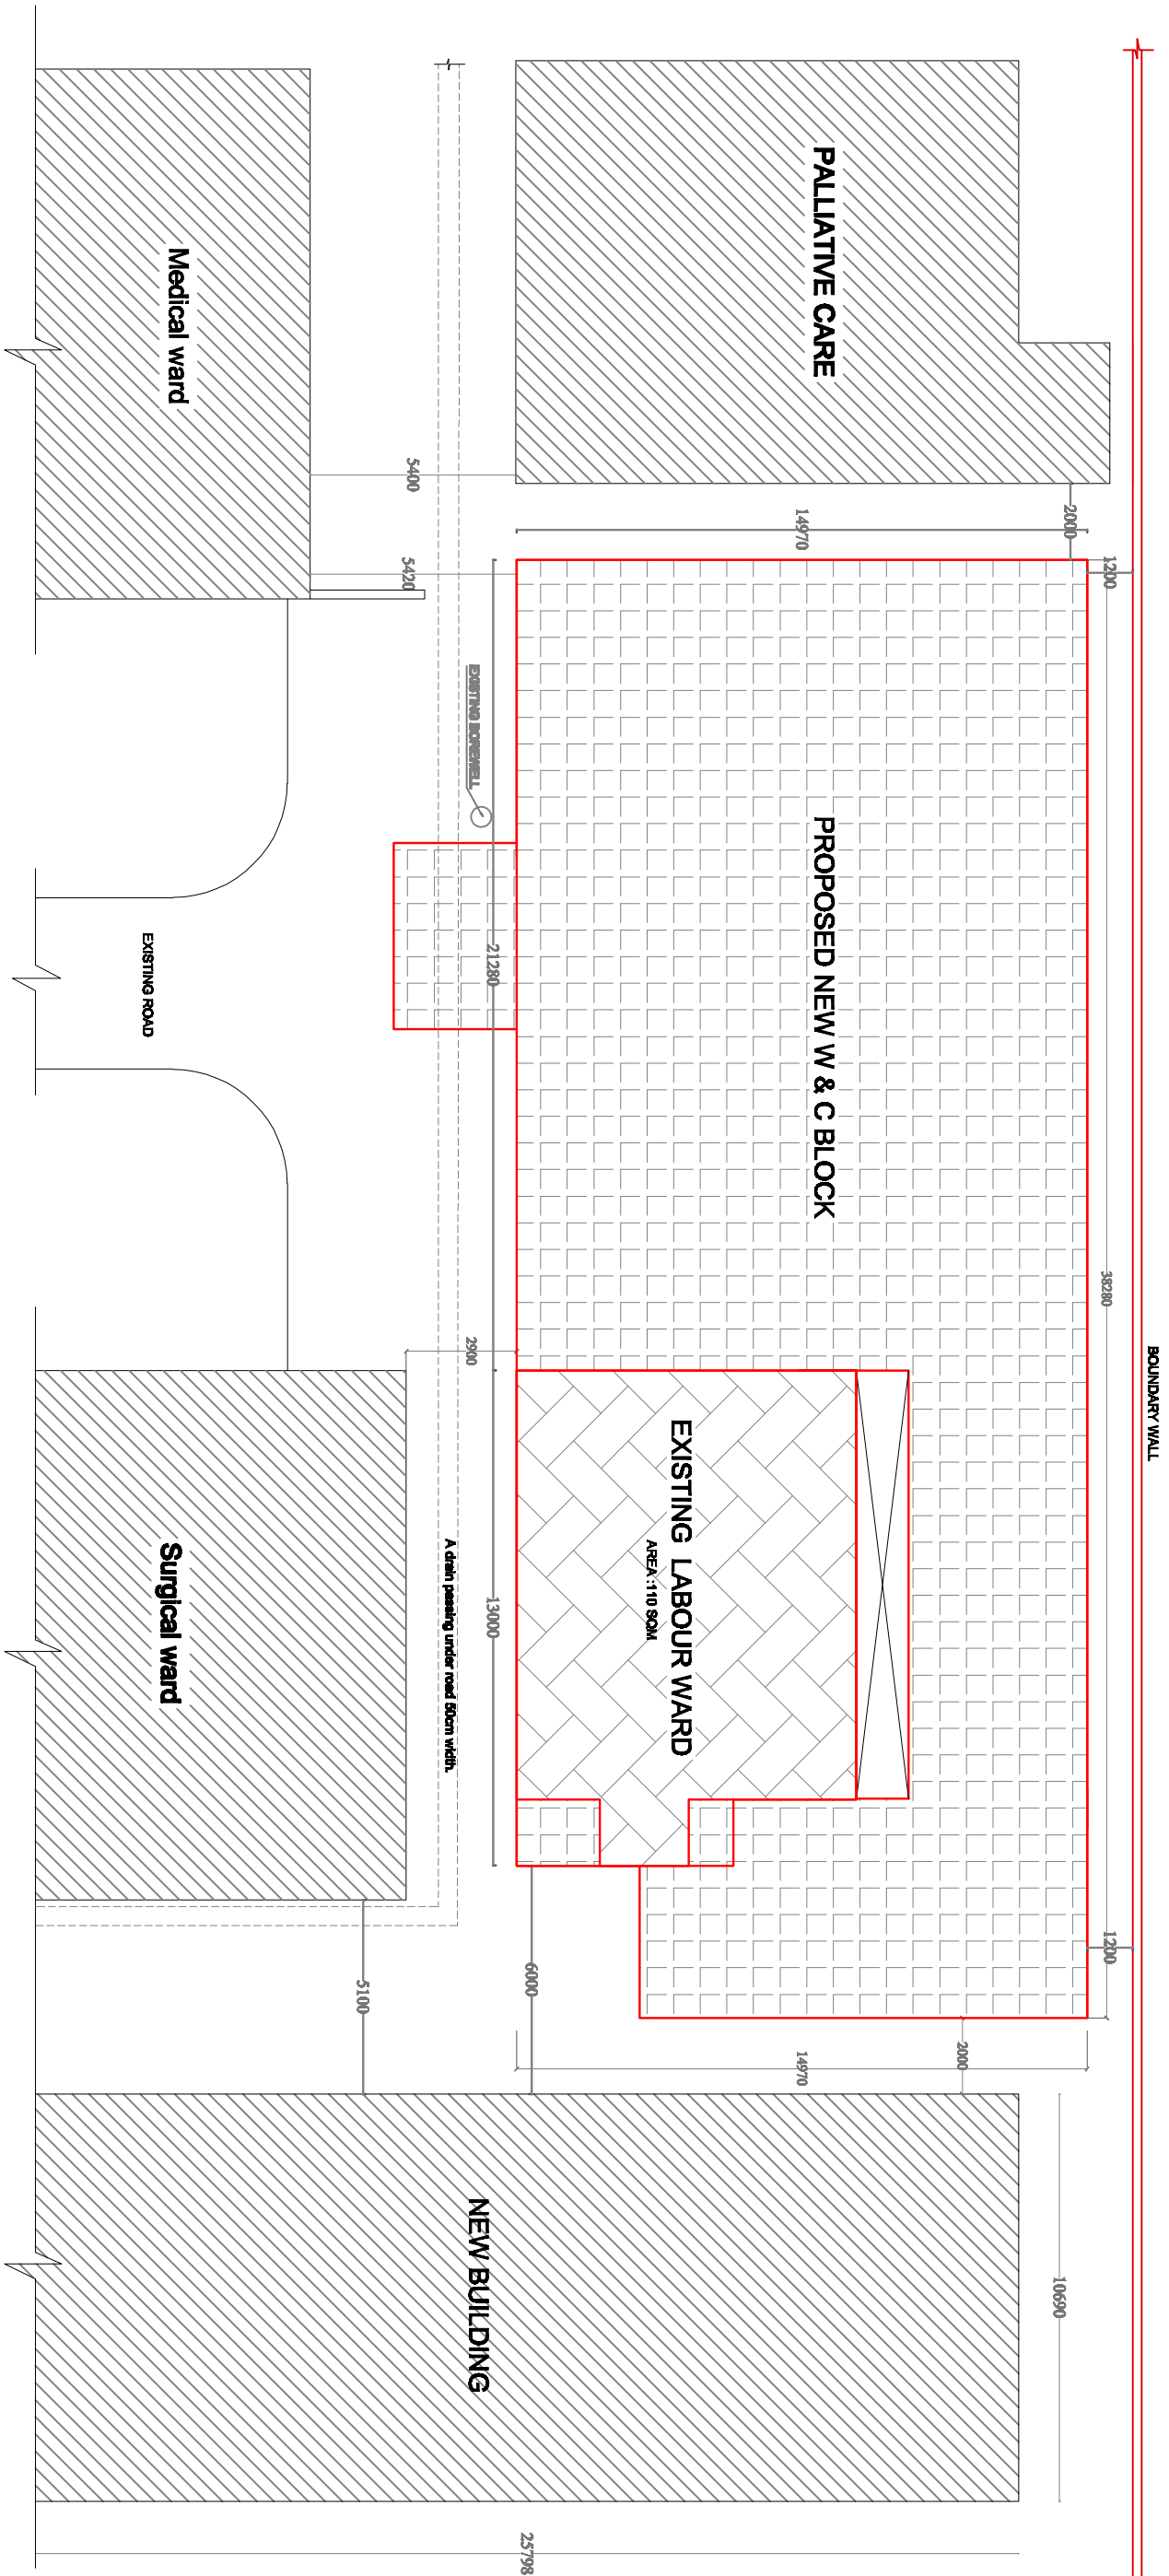 BOUNDARY WALL
1200
38280
1200
2000
14970
PALLIATIVE CARE
PROPOSED NEW W & C BLOCK
2000
14970
10690
EXISTING LABOUR WARD
AREA :110 SQM
5400
5420
EXISTING BOREWELL
21280
2900
13000
6000
A drain passing under road 50cm width.
5100
NEW BUILDING
25798
Medical ward
EXISTING ROAD
Surgical ward